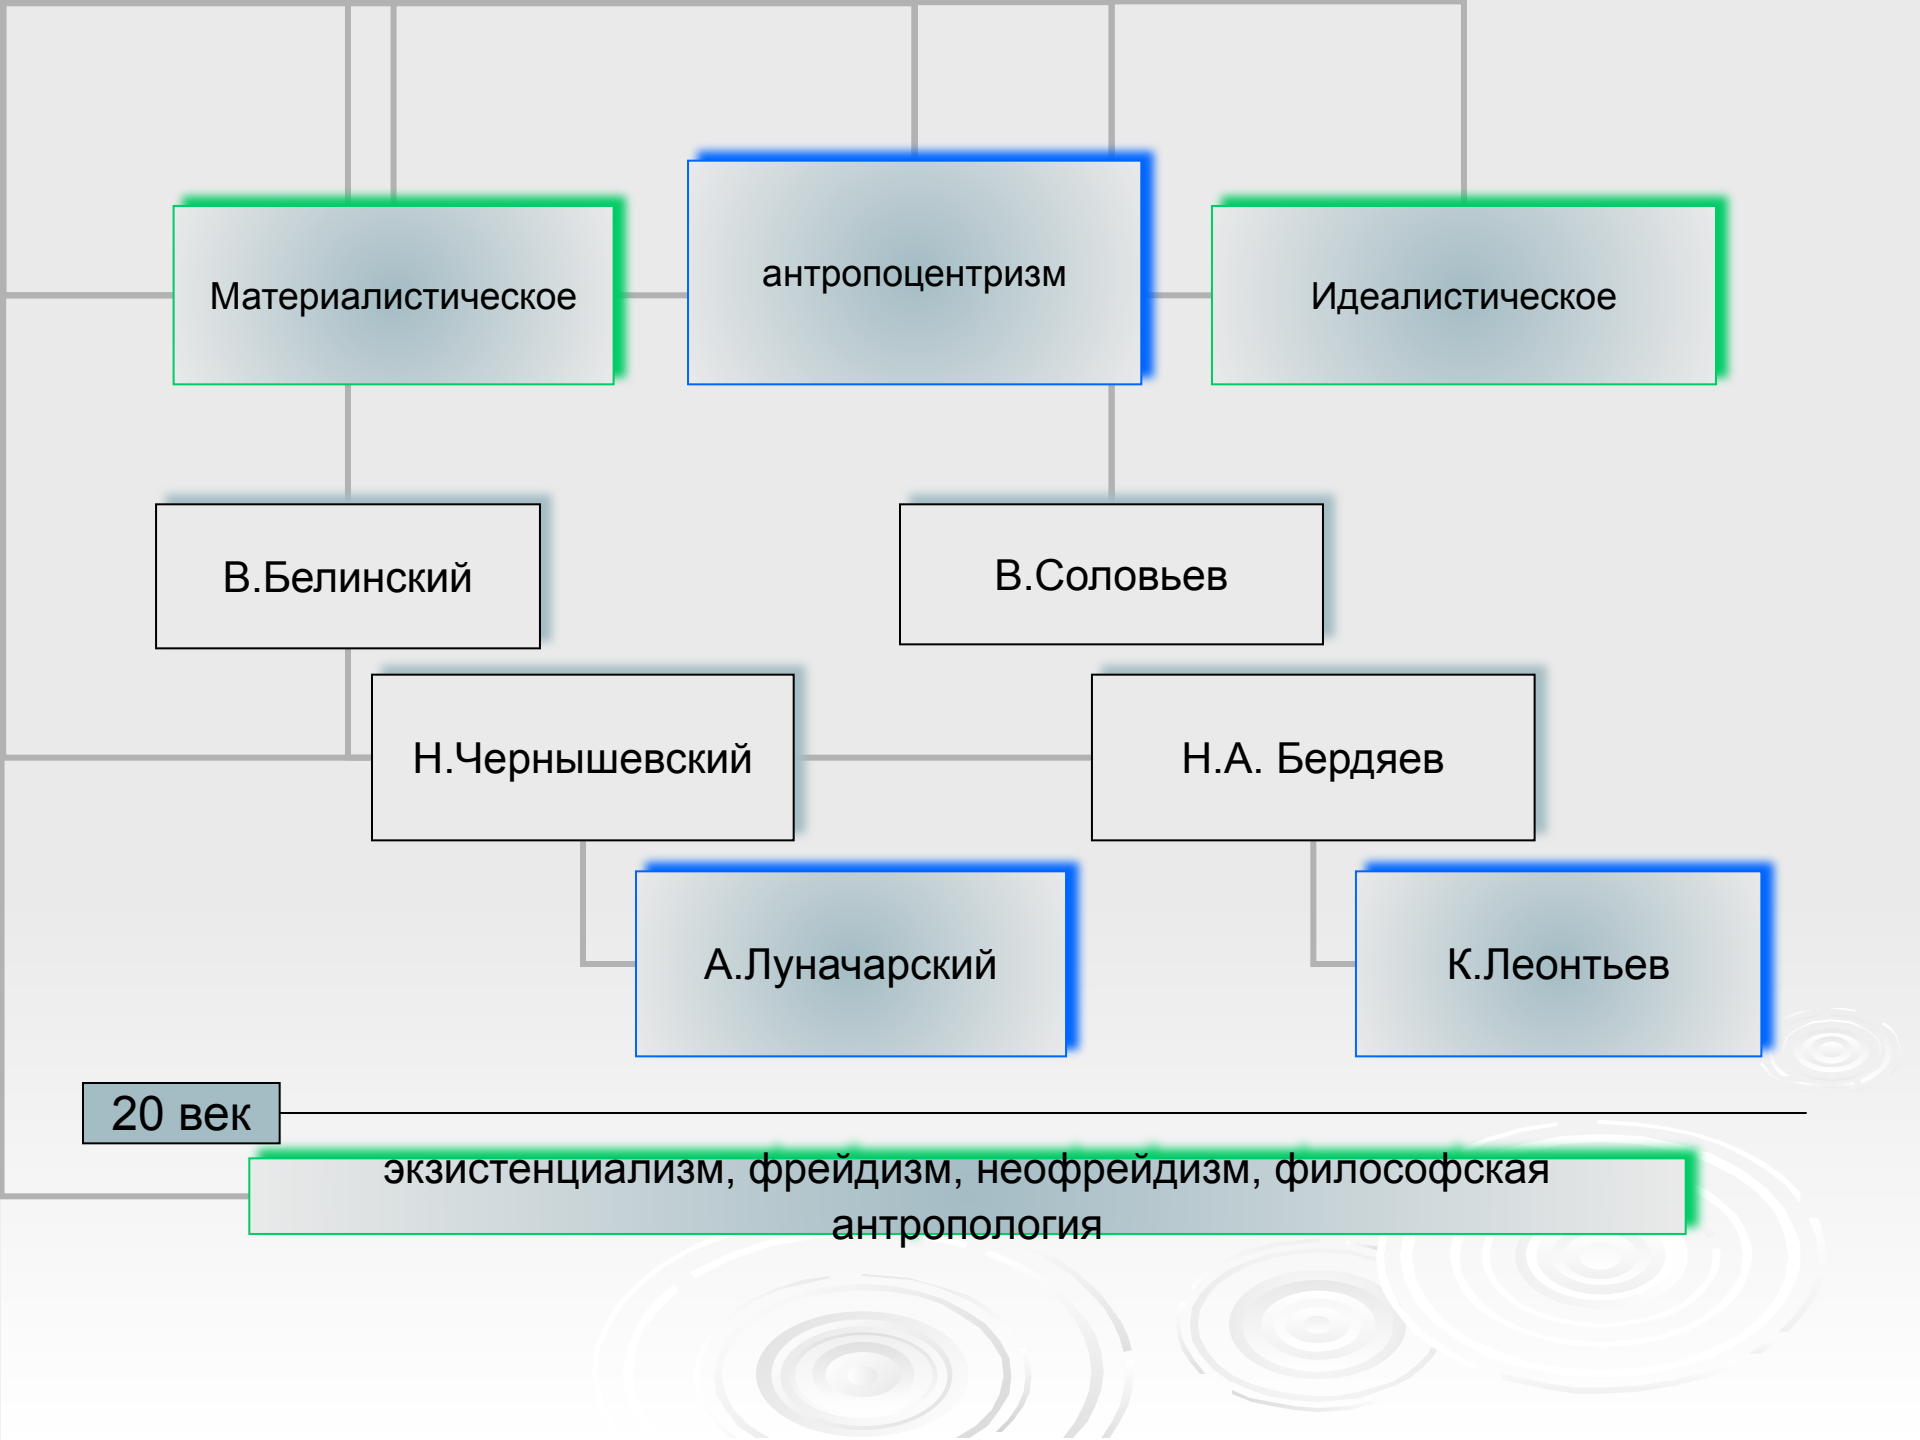 Материалистическое
антропоцентризм
Идеалистическое
В.Белинский
В.Соловьев
Н.Чернышевский
Н.А. Бердяев
А.Луначарский
К.Леонтьев
20 век
экзистенциализм, фрейдизм, неофрейдизм, философская
антропология